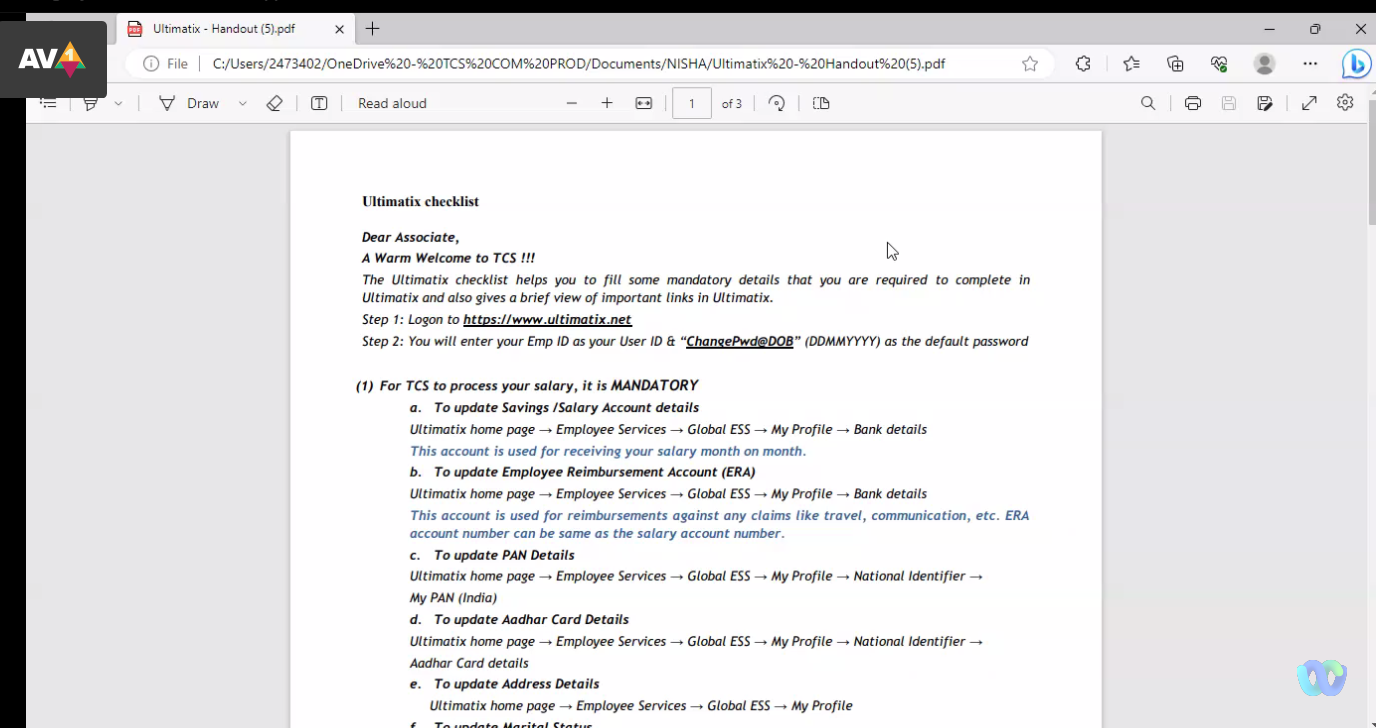 AV1
Ultimatix - Handout (5).pdf
File
C:/Users/2473402/OneDrive%20-%20TCS%20COM%20PROD/Documents/NISHA/Ultimatix%20-%20Handout%20(5).pdf
Draw
Read aloud
1 of 3
Ultimatix checklist
Dear Associate,
A Warm Welcome to TCS !!!
The Ultimatix checklist helps you to fill some mandatory details that you are required to complete in
Ultimatix and also gives a brief view of important links in Ultimatix.
Step 1: Logon to https://www.ultimatix.net
Step 2: You will enter your Emp ID as your User ID & “ChangePwd@DOB” (DDMMYYYY) as the default password
(1) For TCS to process your salary, it is MANDATORY
a. To update Savings /Salary Account details
Ultimatix home page → Employee Services → Global ESS → My Profile → Bank details
This account is used for receiving your salary month on month.
b. To update Employee Reimbursement Account (ERA)
Ultimatix home page → Employee Services → Global ESS → My Profile → Bank details
This account is used for reimbursements against any claims like travel, communication, etc. ERA
account number can be same as the salary account number.
c. To update PAN Details
Ultimatix home page → Employee Services → Global ESS → My Profile → National Identifier →
My PAN (India)
d. To update Aadhar Card Details
Ultimatix home page → Employee Services → Global ESS → My Profile → National Identifier →
Aadhar Card details
e. To update Address Details
Ultimatix home page → Employee Services → Global ESS → My Profile
f. To update Marital Status